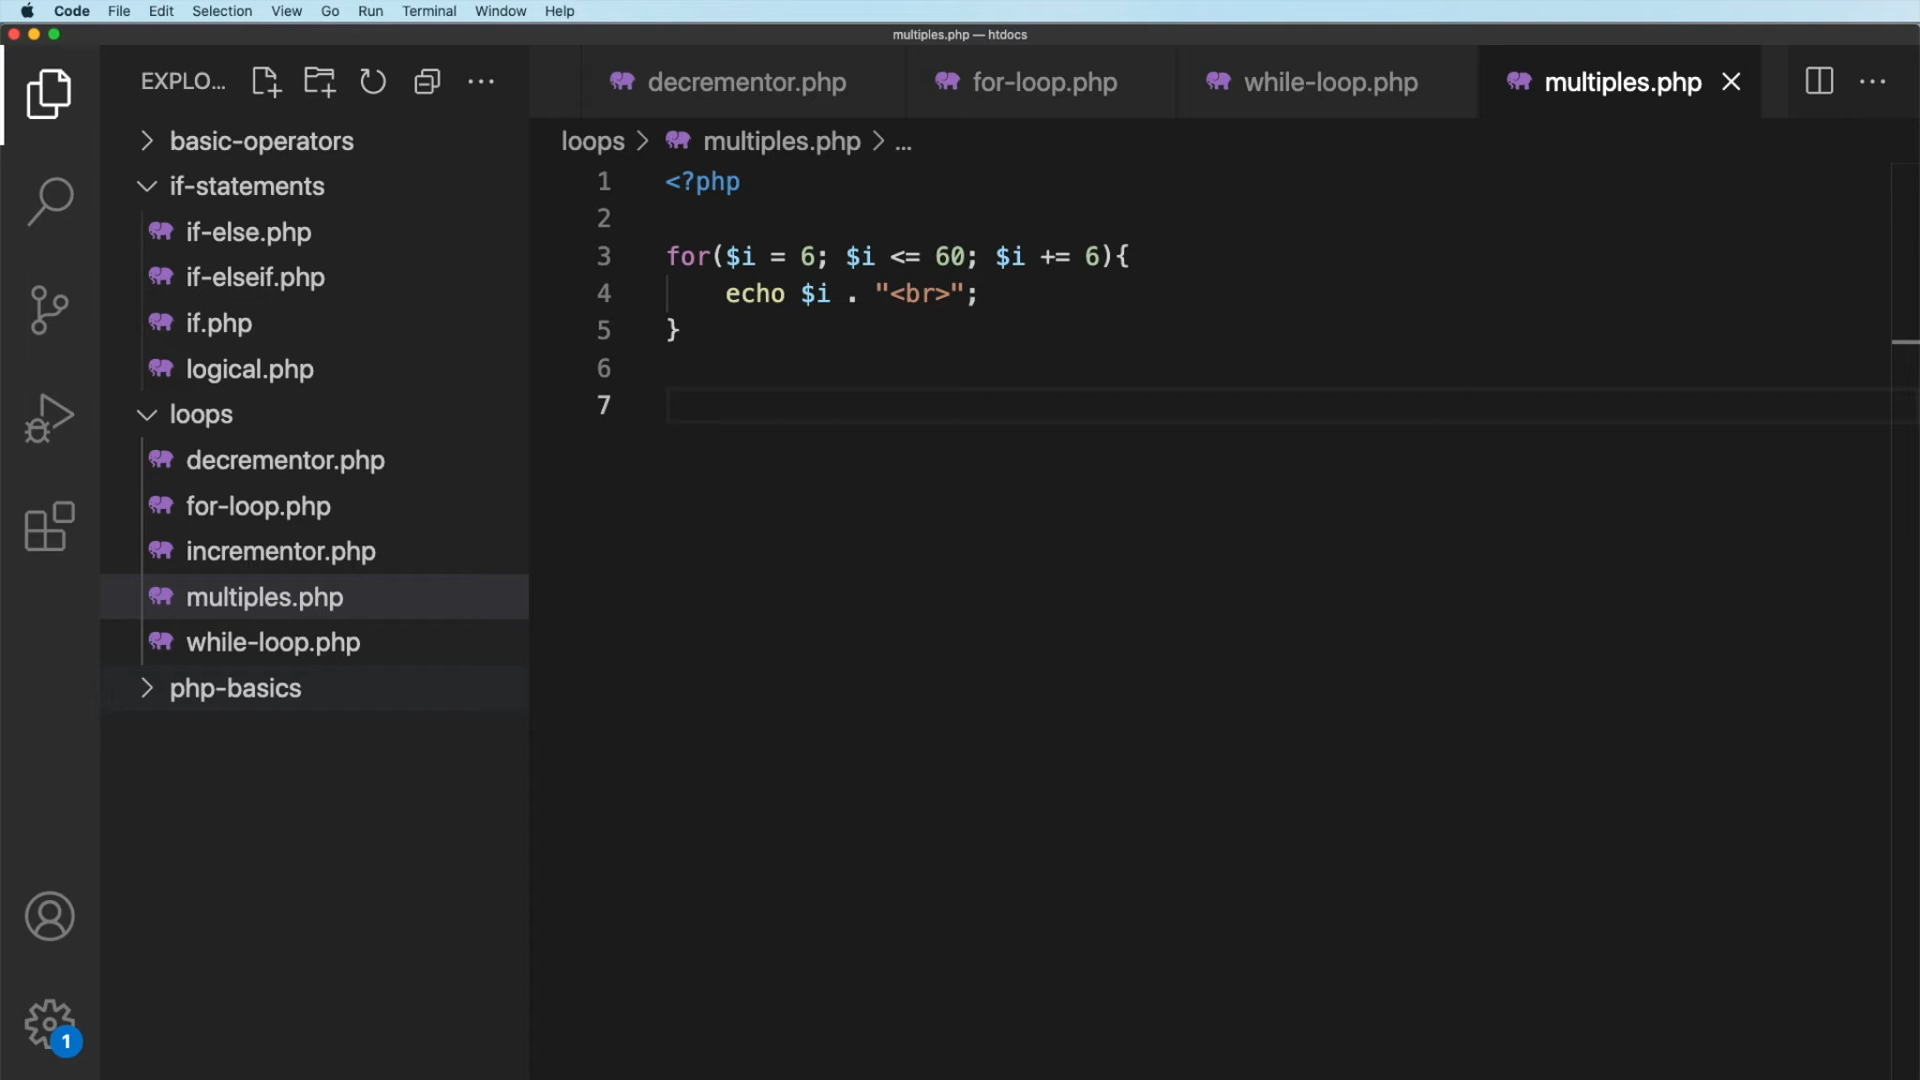 Code File Edit Selection View Go Run Terminal Window Help
multiples.php — htdocs
EXPLO...
basic-operators
if-statements
if-else.php
if-elseif.php
if.php
logical.php
loops
decrementor.php
for-loop.php
incrementor.php
multiples.php
while-loop.php
php-basics
1
decrementor.php for-loop.php while-loop.php multiples.php
loops > multiples.php > ...
1 <?php
2
3 for($i = 6; $i <= 60; $i += 6){
4     echo $i . "<br>";
5 }
6
7